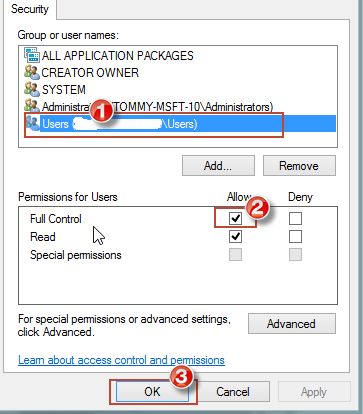 Security
Group or user names:
ALL APPLICATION PACKAGES
CREATOR OWNER
SYSTEM
Administra TOMMY-MSFT-10\Administrators)
1
Users \Users)
Add... Remove
Permissions for Users Allow Deny
2
Full Control
Read
Special permissions
For special permissions or advanced settings,
click Advanced.
Advanced
Learn about access control and permissions
3
OK Cancel Apply